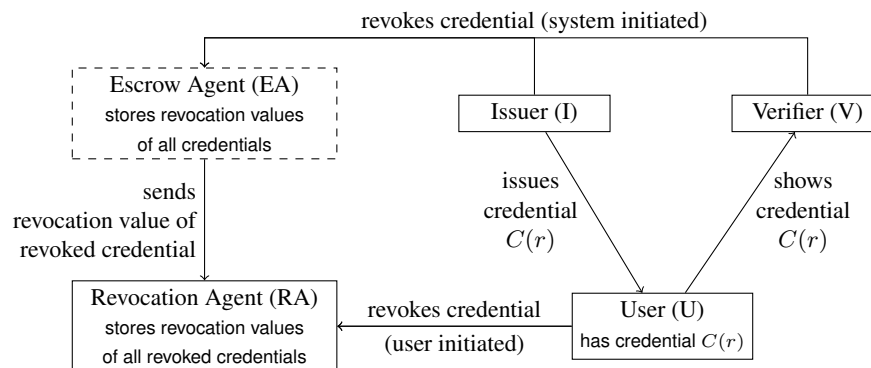 revokes credential (system initiated)
Escrow Agent (EA)
stores revocation values
of all credentials
Issuer (I)
Verifier (V)
sends
revocation value of
revoked credential
issues
credential
C(r)
shows
credential
C(r)
Revocation Agent (RA)
stores revocation values
of all revoked credentials
revokes credential
(user initiated)
User (U)
has credential C(r)